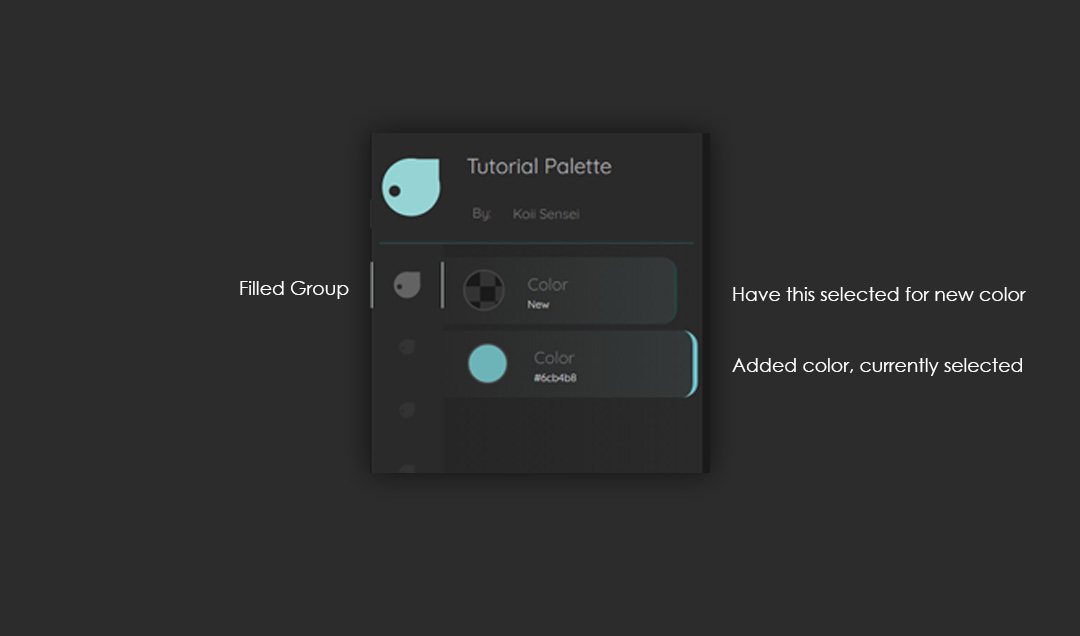 Tutorial Palette
By: Koii Sensei
Filled Group
Color
New
Have this selected for new color
Color
#6cb4b8
Added color, currently selected